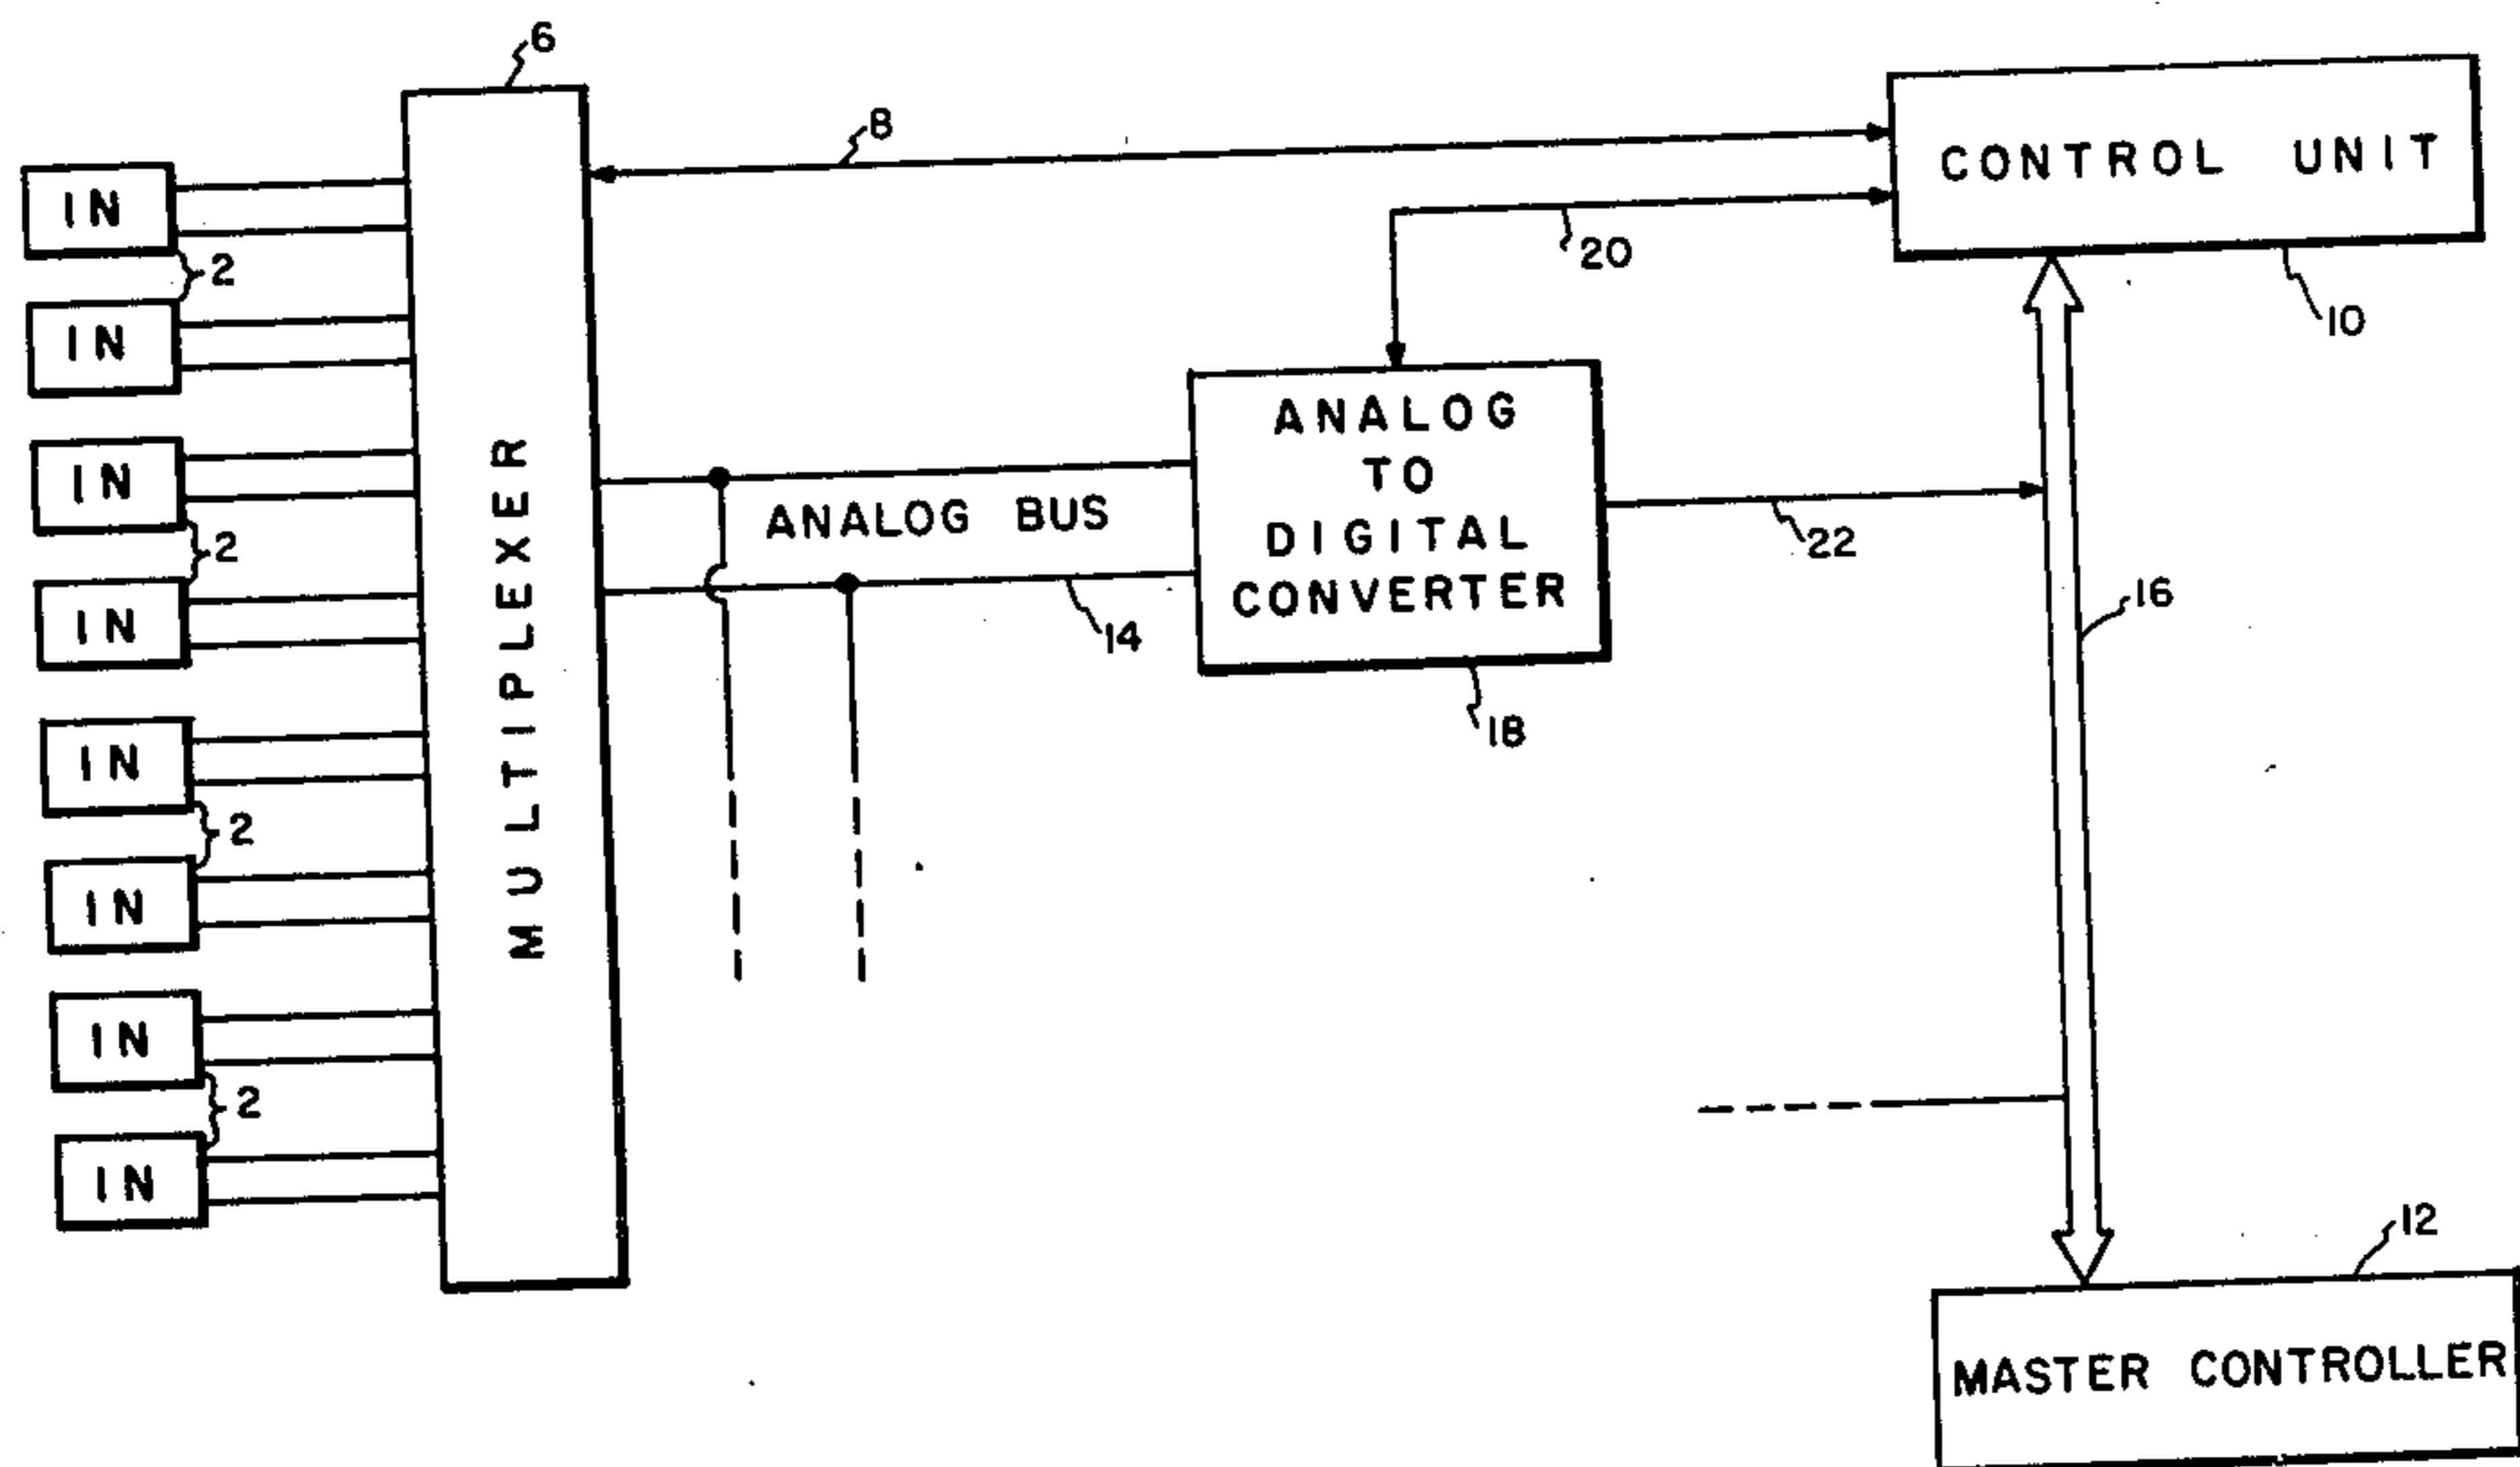 6
8
CONTROL UNIT
IN
20
2
10
IN
ANALOG
TO
DIGITAL
CONVERTER
IN
MULTIPLEXER
ANALOG BUS
22
2
16
IN
14
18
IN
2
IN
IN
2
IN
12
MASTER CONTROLLER